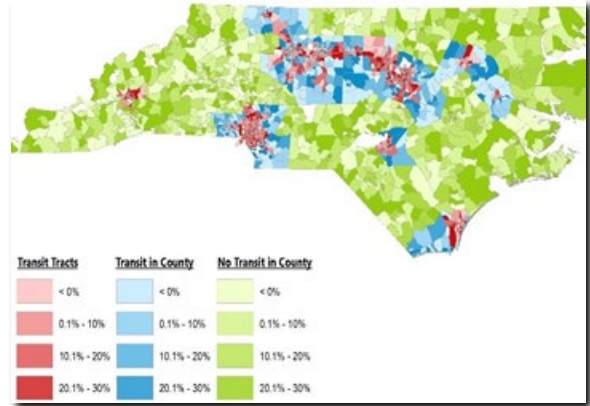 Transit Tracts Transit in County No Transit in County
< 0% < 0% < 0%
0.1% - 10% 0.1% - 10% 0.1% - 10%
10.1% - 20% 10.1% - 20% 10.1% - 20%
20.1% - 30% 20.1% - 30% 20.1% - 30%